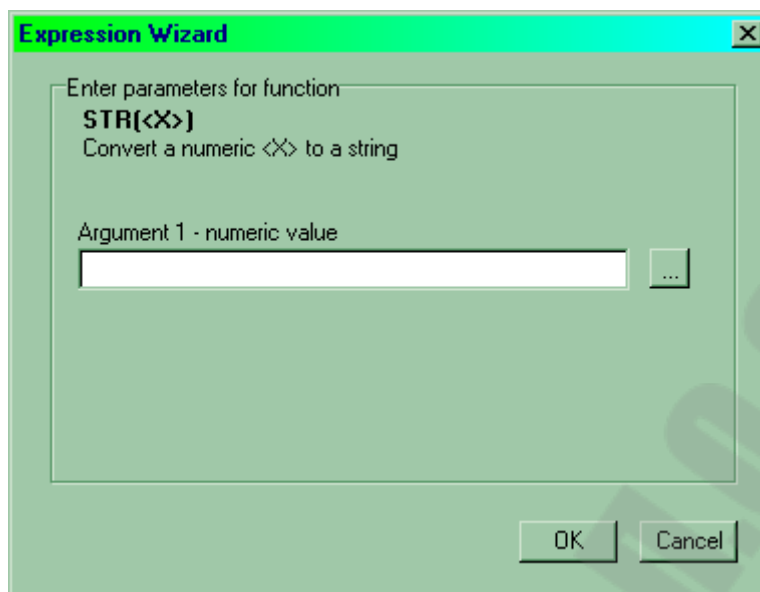 Expression Wizard
Enter parameters for function
STR(<X>)
Convert a numeric <X> to a string
Argument 1 - numeric value
...
OK
Cancel